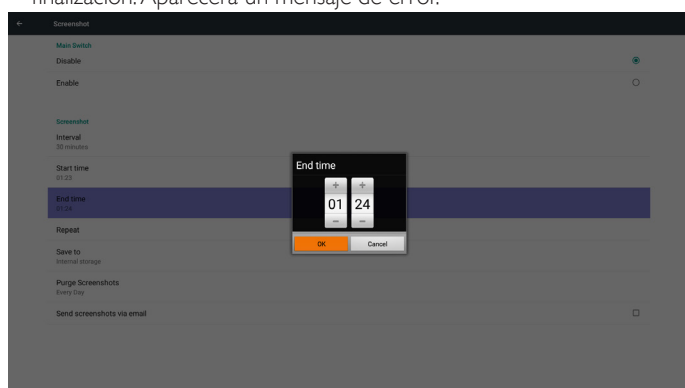 finalización. Aparecerá un mensaje de error.
← Screenshot
Main Switch
Disable
Enable
Screenshot
Interval
30 minutes
Start time
01:23
End time
01:24
Repeat
Save to
Internal storage
Purge Screenshots
Every Day
Send screenshots via email
End time
+ +
01 24
− −
OK Cancel